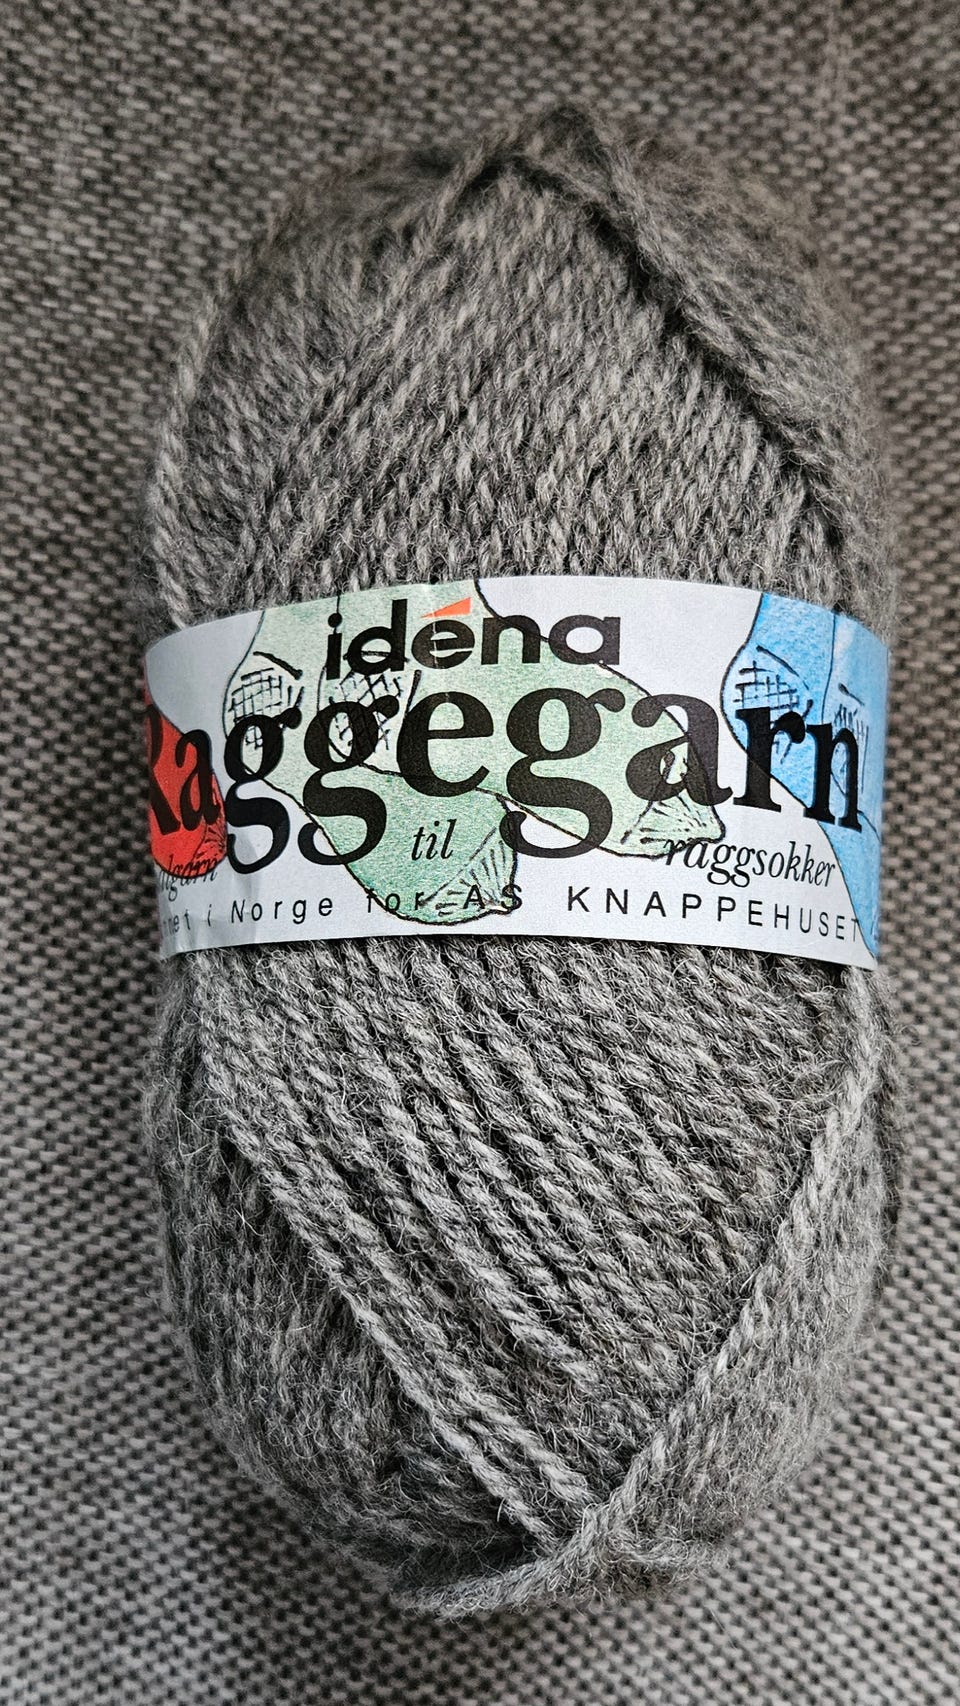 idéna
Raggegarn
til raggsokker
i Norge for AS KNAPPEHUSET